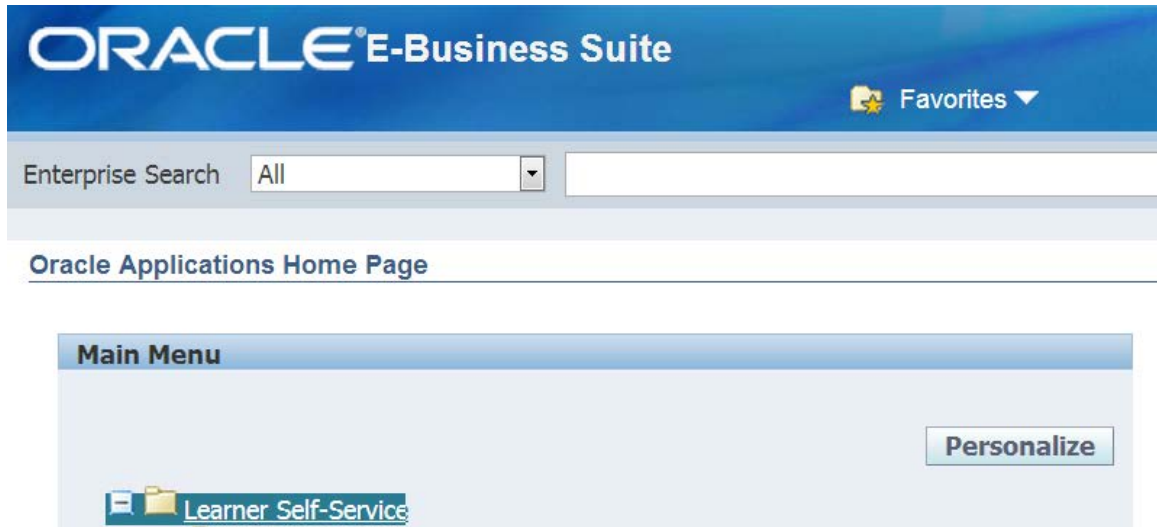 ORACLE® E-Business Suite
Favorites
Enterprise Search All
Oracle Applications Home Page
Main Menu
Personalize
Learner Self-Service